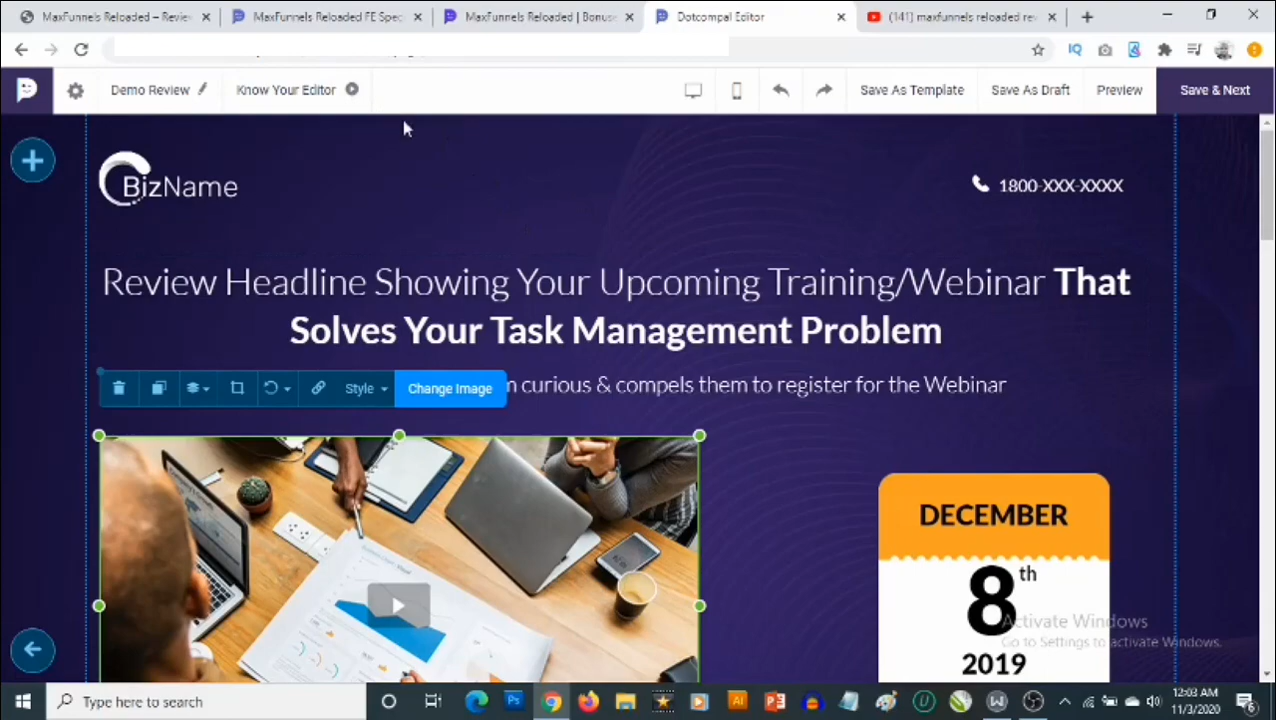 MaxFunnels Reloaded – Revie
MaxFunnels Reloaded FE Spec
MaxFunnels Reloaded | Bonus
Dotcompal Editor
(141) maxfunnels reloaded re
IQ
Demo Review
Know Your Editor
Save As Template
Save As Draft
Preview
Save & Next
BizName
1800-XXX-XXXX
Review Headline Showing Your Upcoming Training/Webinar That
Solves Your Task Management Problem
Style
Change Image
n curious & compels them to register for the Webinar
DECEMBER
8th
2019
Activate Windows
Go to Settings to activate Windows.
Type here to search
12:03 AM
11/3/2020
6